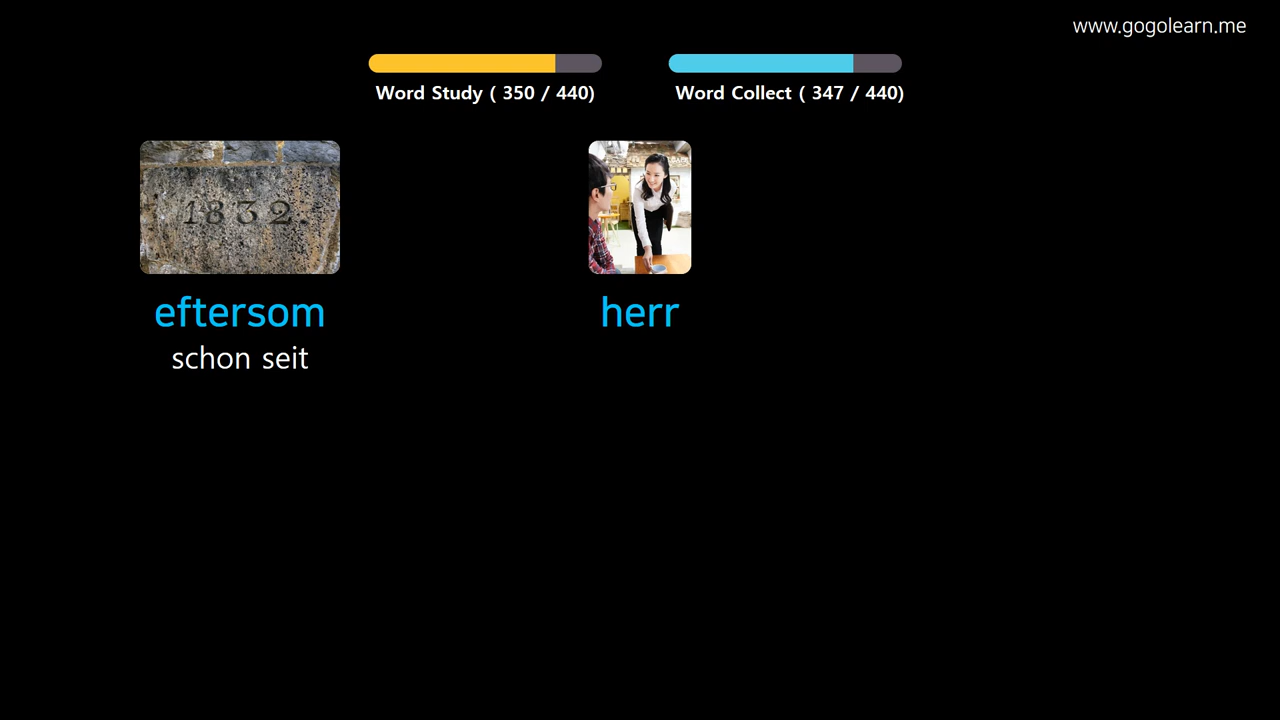 www.gogolearn.me
Word Study ( 350 / 440)
Word Collect ( 347 / 440)
1832.
eftersom
herr
schon seit